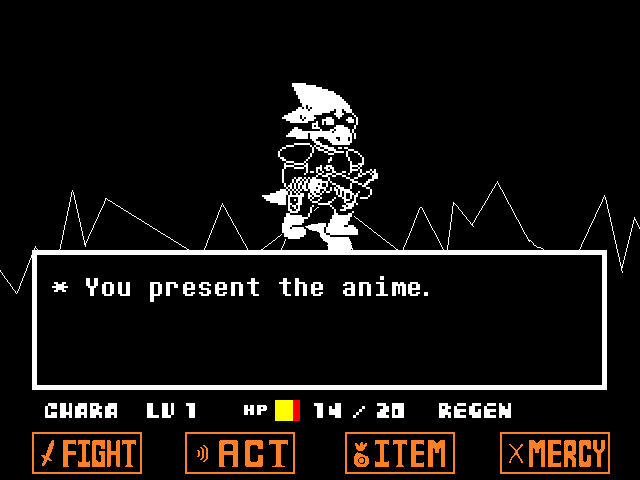 * You present the anime.
CHARA LV 1 HP 14 / 20 REGEN
FIGHT ACT ITEM MERCY